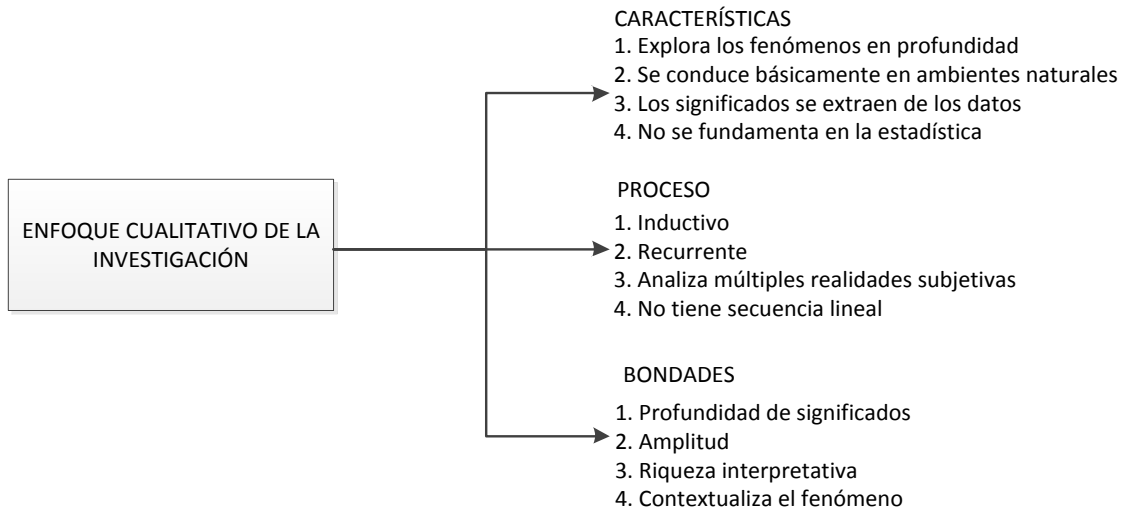 ENFOQUE CUALITATIVO DE LA
INVESTIGACIÓN
CARACTERÍSTICAS
1. Explora los fenómenos en profundidad
2. Se conduce básicamente en ambientes naturales
3. Los significados se extraen de los datos
4. No se fundamenta en la estadística
PROCESO
1. Inductivo
2. Recurrente
3. Analiza múltiples realidades subjetivas
4. No tiene secuencia lineal
BONDADES
1. Profundidad de significados
2. Amplitud
3. Riqueza interpretativa
4. Contextualiza el fenómeno